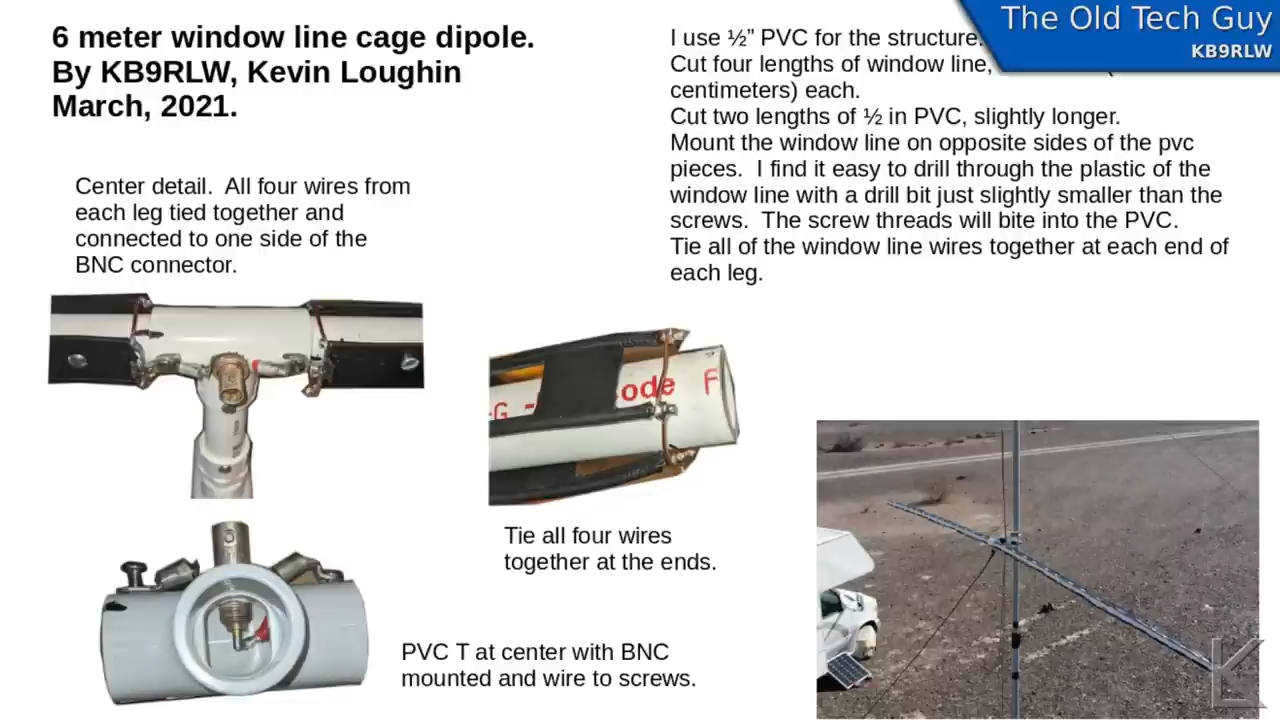 The Old Tech Guy
KB9RLW
6 meter window line cage dipole.
By KB9RLW, Kevin Loughin
March, 2021.
I use ½” PVC for the structure.
Cut four lengths of window line,
centimeters) each.
Cut two lengths of ½ in PVC, slightly longer.
Mount the window line on opposite sides of the pvc
pieces.  I find it easy to drill through the plastic of the
window line with a drill bit just slightly smaller than the
screws.  The screw threads will bite into the PVC.
Tie all of the window line wires together at each end of
each leg.
Center detail.  All four wires from
each leg tied together and
connected to one side of the
BNC connector.
Tie all four wires
together at the ends.
PVC T at center with BNC
mounted and wire to screws.